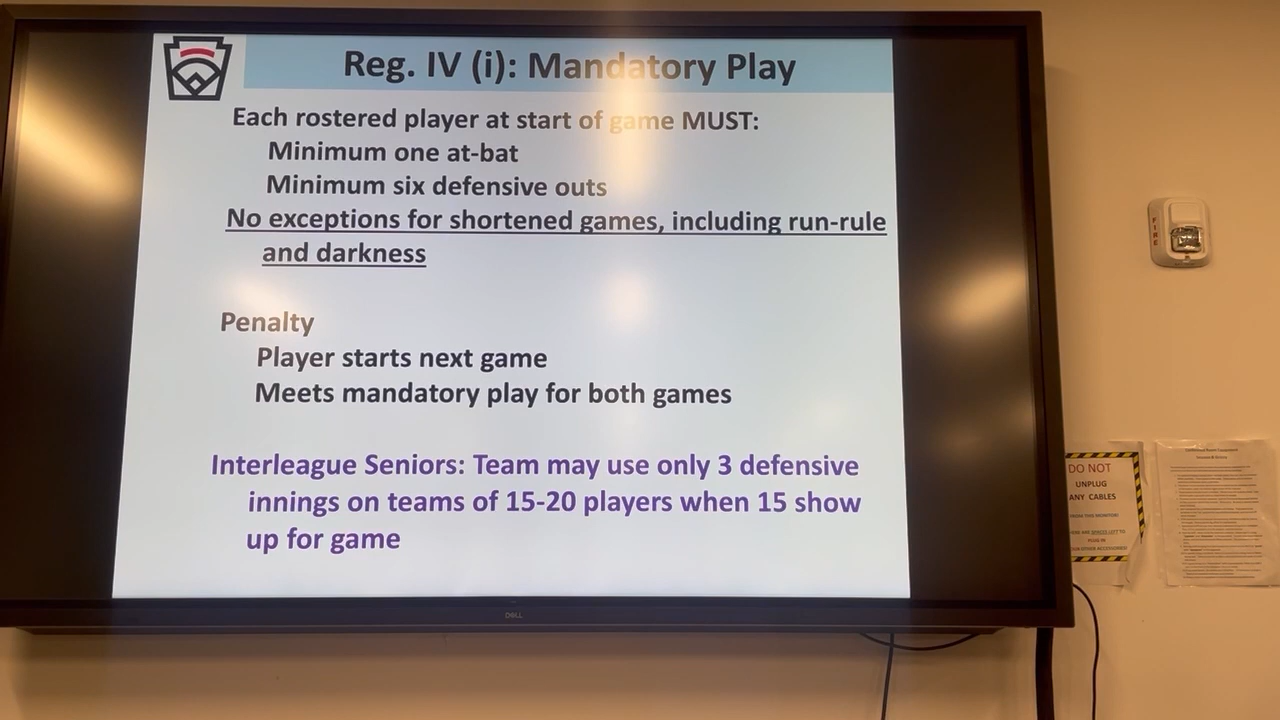 Reg. IV (i): Mandatory Play
Each rostered player at start of game MUST:
Minimum one at-bat
Minimum six defensive outs
No exceptions for shortened games, including run-rule
and darkness
Penalty
Player starts next game
Meets mandatory play for both games
Interleague Seniors: Team may use only 3 defensive
innings on teams of 15-20 players when 15 show
up for game
DELL
FIRE
DO NOT
UNPLUG
ANY CABLES